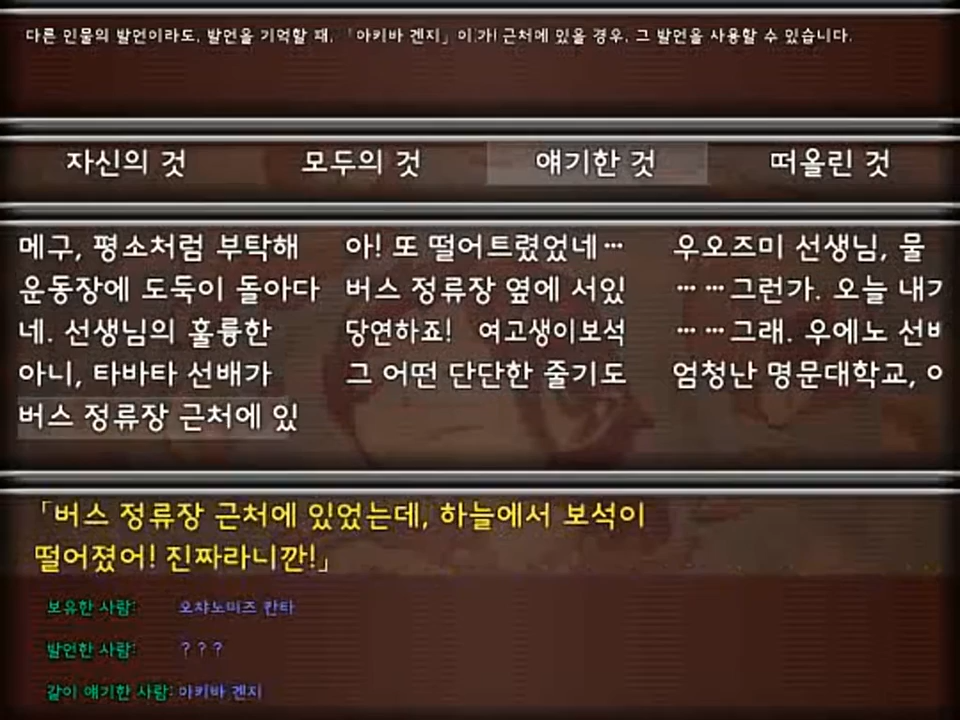 다른 인물의 발언이라도, 발언을 기억할 때, 「아키바 겐지」이 가! 근처에 있을 경우, 그 발언을 사용할 수 있습니다.
자신의 것 모두의 것 얘기한 것 떠올린 것
메구, 평소처럼 부탁해 아! 또 떨어트렸었네… 우오즈미 선생님, 물
운동장에 도둑이 돌아다 버스 정류장 옆에 서있 ……그런가. 오늘 내가
네. 선생님의 훌륭한 당연하죠! 여고생이보석 ……그래. 우에노 선배
아니, 타바타 선배가 그 어떤 단단한 줄기도 엄청난 명문대학교,
버스 정류장 근처에 있
「버스 정류장 근처에 있었는데, 하늘에서 보석이
떨어졌어! 진짜라니깐!」
보유한 사람: 오챠노미즈 칸타
발언한 사람: ？？？
같이 얘기한 사람: 아키바 겐지